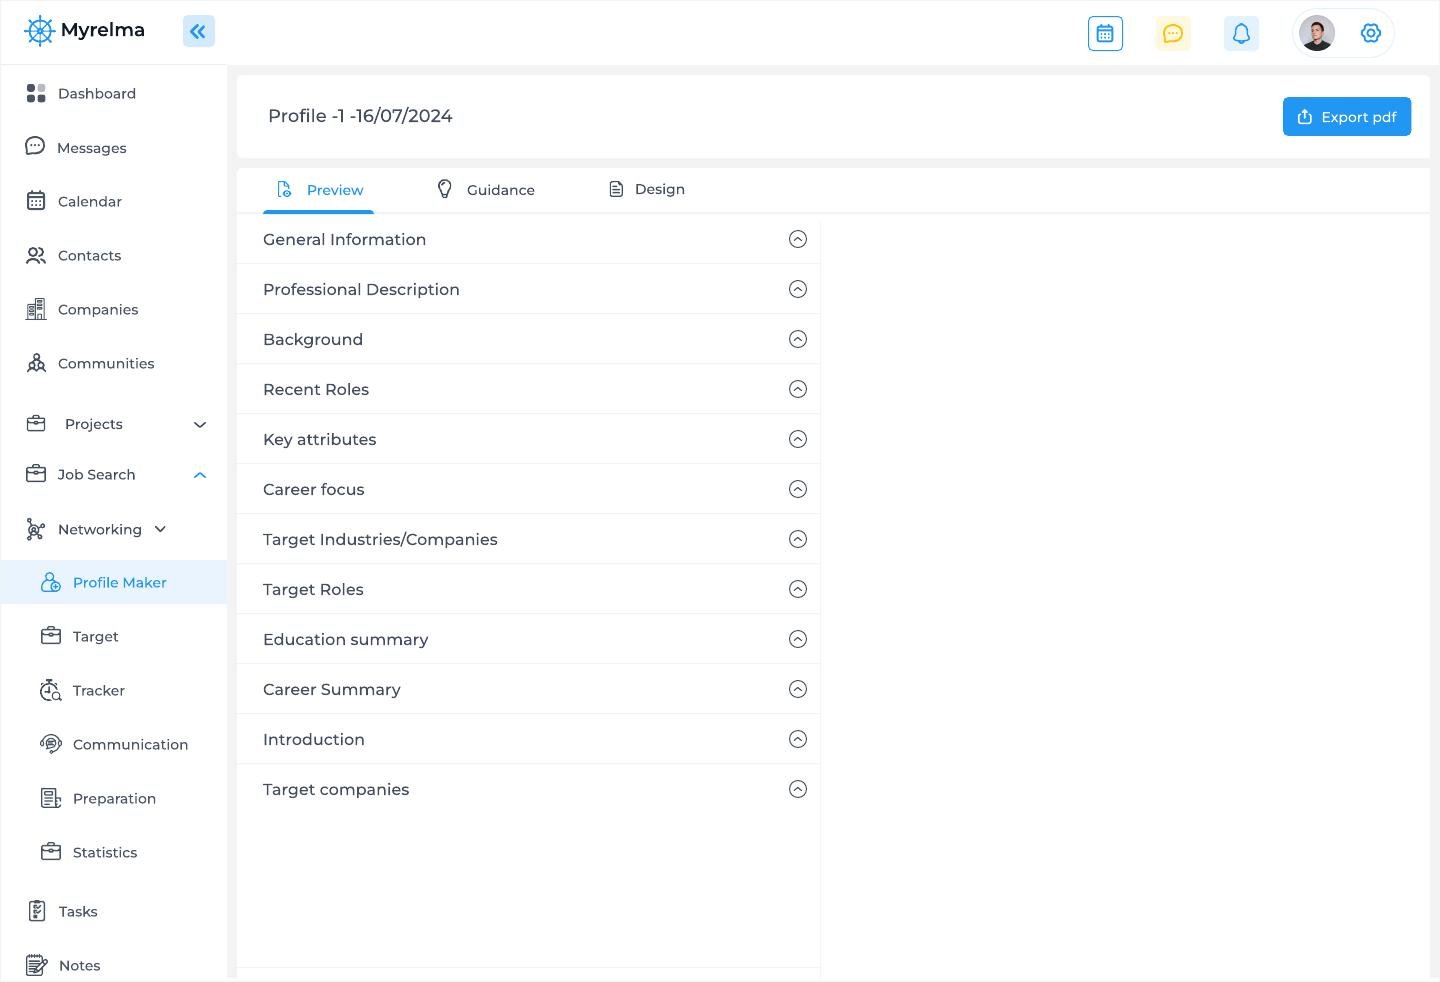 Myrelma
Dashboard
Messages
Calendar
Contacts
Companies
Communities
Projects
Job Search
Networking
Profile Maker
Target
Tracker
Communication
Preparation
Statistics
Tasks
Notes
Profile -1 -16/07/2024
Export pdf
Preview
Guidance
Design
General Information
Professional Description
Background
Recent Roles
Key attributes
Career focus
Target Industries/Companies
Target Roles
Education summary
Career Summary
Introduction
Target companies